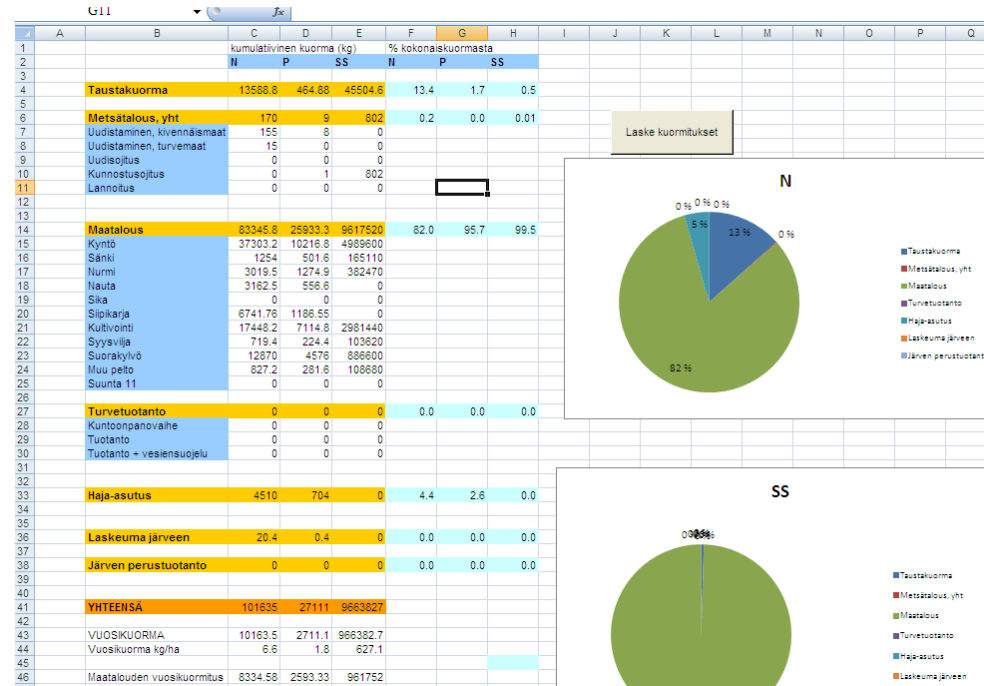 G11 fx
A B C D E F G H I J K L M N O P Q
1 kumulatiivinen kuorma (kg) % kokonaiskuormasta
2 N P SS N P SS
3
4 Taustakuorma 13588.8 464.88 45504.6 13.4 1.7 0.5
5
6 Metsätalous, yht 170 9 802 0.2 0.0 0.01
7 Uudistaminen, kivennäismaat 155 8 0
8 Uudistaminen, turvemaat 15 0 0
9 Uudisojitus 0 0 0
10 Kunnostusojitus 0 1 802
11 Lannoitus 0 0 0
12
13
14 Maatalous 83345.8 25933.3 9617520 82.0 95.7 99.5
15 Kyntö 37303.2 10216.8 4989600
16 Sänki 1254 501.6 165110
17 Nurmi 3019.5 1274.9 382470
18 Nauta 3162.5 556.6 0
19 Sika 0 0 0
20 Siipikarja 6741.76 1186.55 0
21 Kultivointi 17448.2 7114.8 2981440
22 Syysvilja 719.4 224.4 103620
23 Suorakylvö 12870 4576 886600
24 Muu pelto 827.2 281.6 108680
25 Suunta 11 0 0 0
26
27 Turvetuotanto 0 0 0 0.0 0.0 0.0
28 Kuntoonpanovaihe 0 0 0
29 Tuotanto 0 0 0
30 Tuotanto + vesiensuojelu 0 0 0
31
32
33 Haja-asutus 4510 704 0 4.4 2.6 0.0
34
35
36 Laskeuma järveen 20.4 0.4 0 0.0 0.0 0.0
37
38 Järven perustuotanto 0 0 0 0.0 0.0 0.0
39
40
41 YHTEENSÄ 101635 27111 9663827
42
43 VUOSIKUORMA 10163.5 2711.1 966382.7
44 Vuosikuorma kg/ha 6.6 1.8 627.1
45
46 Maatalouden vuosikuormitus 8334.58 2593.33 961752
Laske kuormitukset
N
0 % 0 % 0 %
5 % 13 % 0 %
82 %
Taustakuorma
Metsätalous, yht
Maatalous
Turvetuotanto
Haja-asutus
Laskeuma järveen
Järven perustuotant
SS
Taustakuorma
Metsätalous, yht
Maatalous
Turvetuotanto
Haja-asutus
Laskeuma järveen